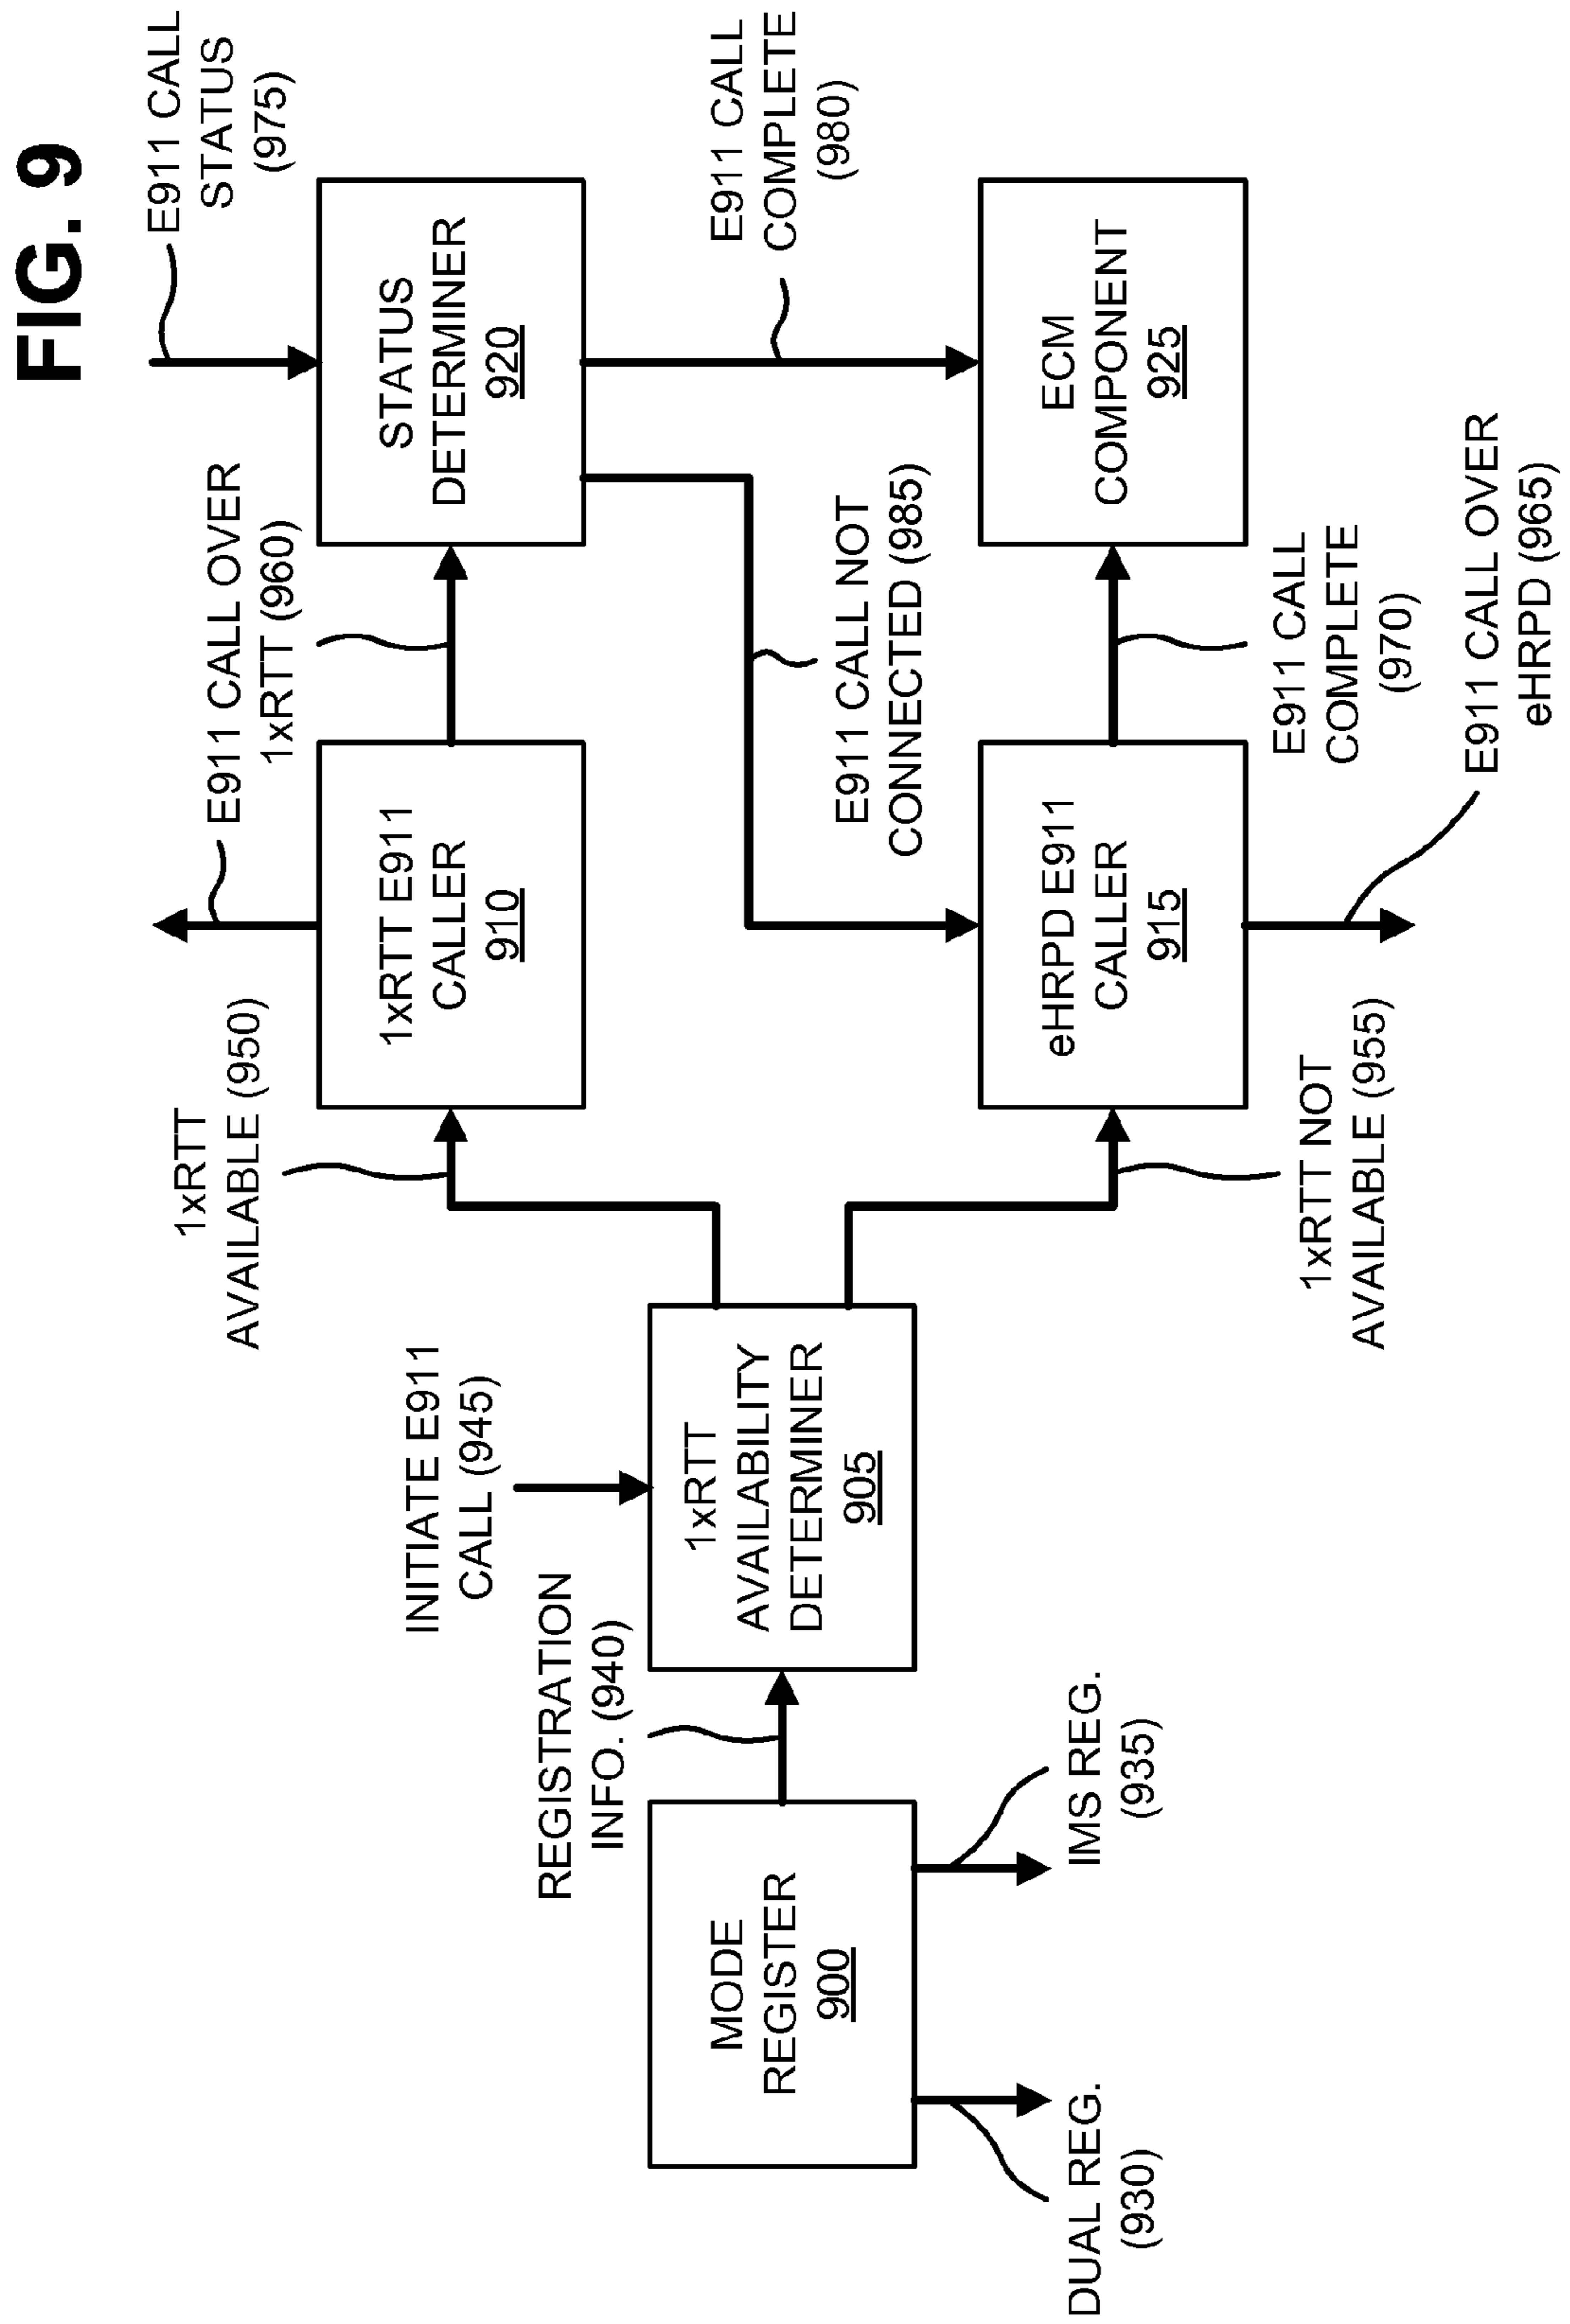 FIG. 9
E911 CALL OVER
1xRTT (960)
E911 CALL
STATUS
(975)
1xRTT
AVAILABLE (950)
1xRTT E911
CALLER
910
STATUS
DETERMINER
920
INITIATE E911
CALL (945)
REGISTRATION
INFO. (940)
MODE
REGISTER
900
1xRTT
AVAILABILITY
DETERMINER
905
E911 CALL NOT
CONNECTED (985)
E911 CALL
COMPLETE
(980)
DUAL REG.
(930)
IMS REG.
(935)
eHRPD E911
CALLER
915
ECM
COMPONENT
925
1xRTT NOT
AVAILABLE (955)
E911 CALL
COMPLETE
(970)
E911 CALL OVER
eHRPD (965)